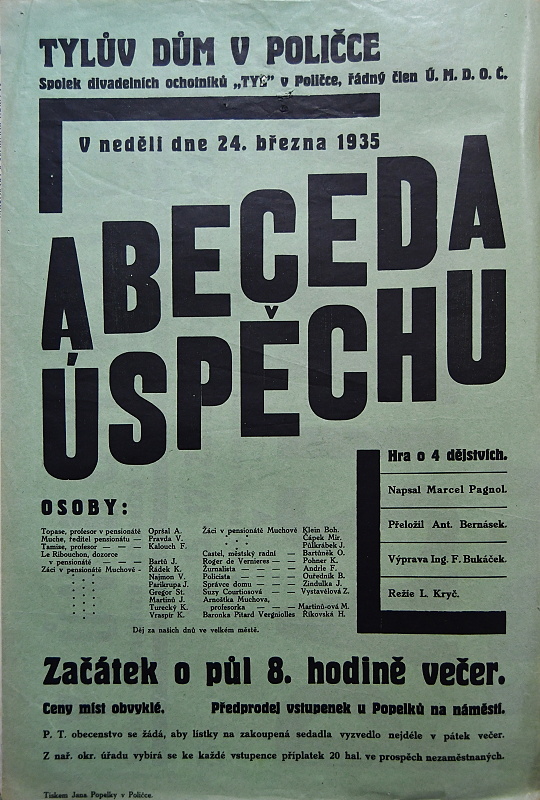 TYLŮV DŮM V POLIČCE
Spolek divadelních ochotníků „TYL” v Poličce, řádný člen Ú. M. D. O. Č.
V neděli dne 24. března 1935
ABECEDA
ÚSPĚCHU
Hra o 4 dějstvích.
Napsal Marcel Pagnol.
Přeložil Ant. Bernásek.
Výprava Ing. F. Bukáček.
Režie L. Kryč.
OSOBY:
Topase, profesor v pensionátě Opršal A.
Muche, ředitel pensionátu — Pravda V.
Tamise, profesor — — — Kalouch F.
Le Ribouchon, dozorce
v pensionátě — — — Bartů J.
Žáci v pensionátě Muchově - Řádek K.
Najmon V.
Parikrupa J.
Gregor St.
Martinů J.
Turecký K.
Vraspír K.
Žáci v pensionátě Muchově Klein Boh.
Čápek Mir.
Půlkrábek J.
Castel, městský radní — Bartůněk O.
Roger de Vernieres — — Pohner K.
Žurnalista — — — — Andrle F.
Policista — — — — Ouředník B.
Správce domu — — — Zindulka J.
Suzy Courtiosová — — Vystavělová Z.
Arnoštka Muchova,
profesorka — — — Martinů-ová M.
Baronka Pitard Vergniolles Říkovská H.
Děj za našich dnů ve velkém městě.
Začátek o půl 8. hodině večer.
Ceny míst obvyklé. Předprodej vstupenek u Popelků na náměstí.
P. T. obecenstvo se žádá, aby lístky na zakoupená sedadla vyzvedlo nejdéle v pátek večer.
Z nař. okr. úřadu vybírá se ke každé vstupence příplatek 20 hal. ve prospěch nezaměstnaných.
Tiskem Jana Popelky v Poličce.